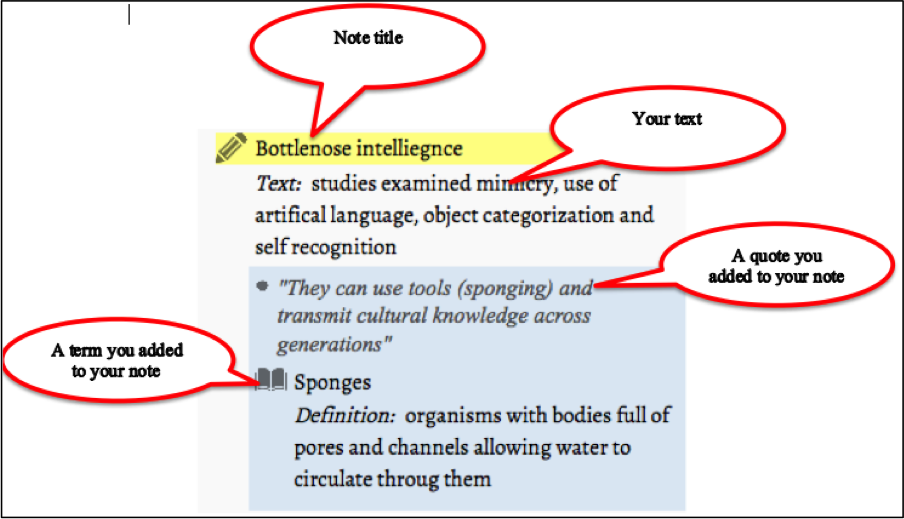 Note title
Your text
Bottlenose intelliegnce
Text: studies examined mimicry, use of
artifical language, object categorization and
self recognition
A quote you
added to your note
"They can use tools (sponging) and
transmit cultural knowledge across
generations"
A term you added
to your note
Sponges
Definition: organisms with bodies full of
pores and channels allowing water to
circulate throug them